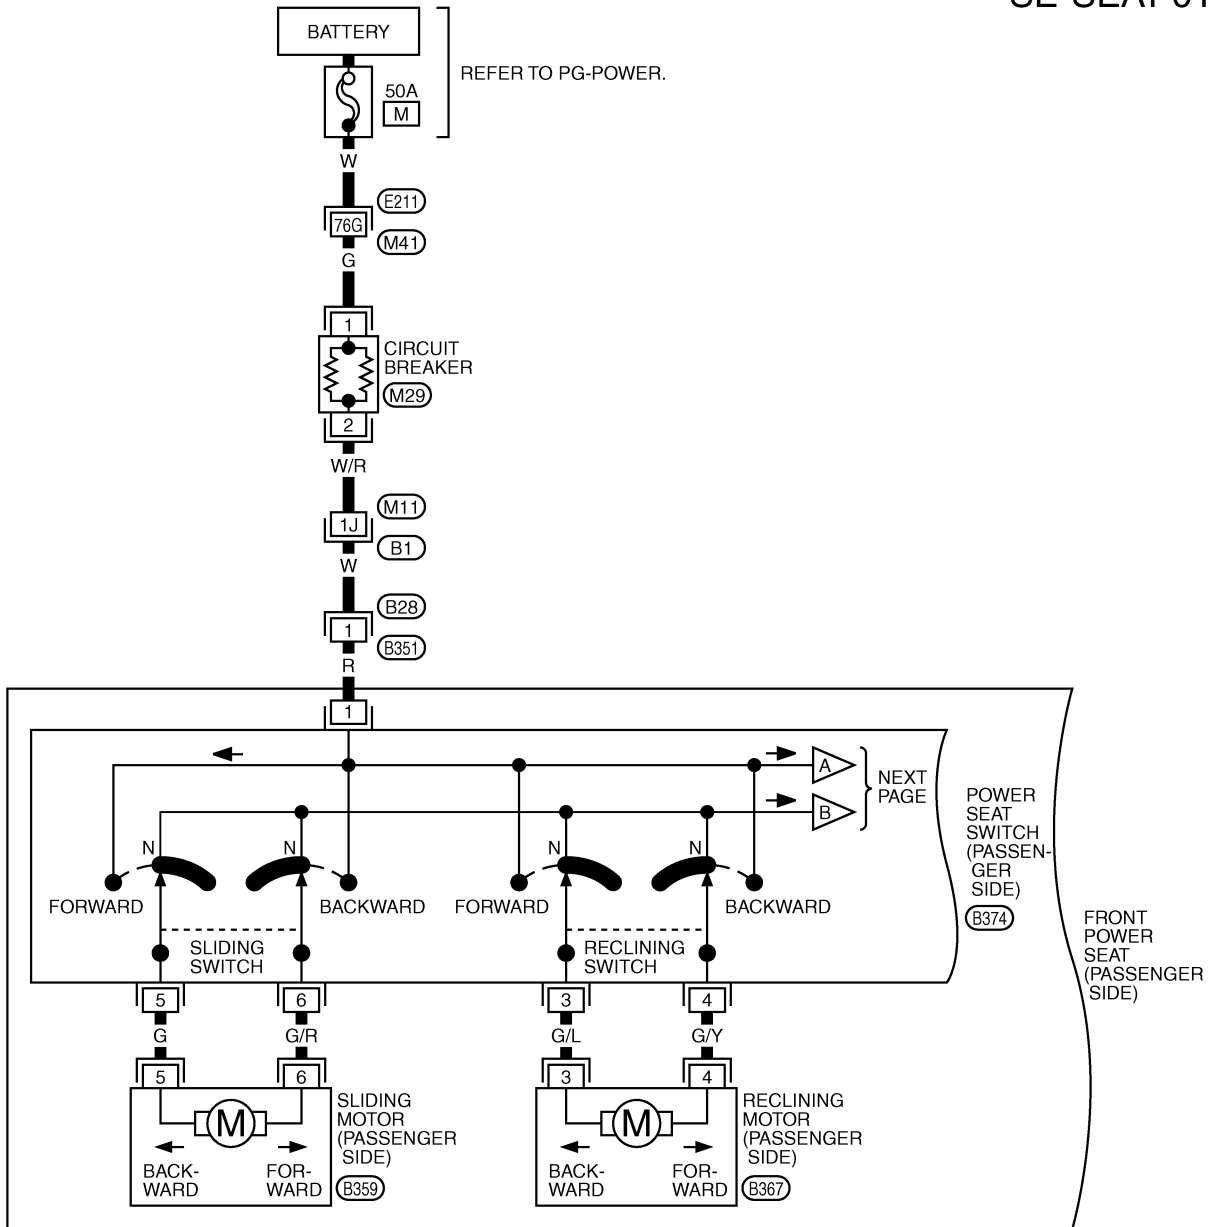 BATTERY
REFER TO PG-POWER.
50A
M
W
E211
76G
M41
G
1
CIRCUIT
BREAKER
M29
2
W/R
M11
1J
B1
W
B28
1
B351
R
1
A
B
NEXT
PAGE
N
N
N
N
FORWARD
BACKWARD
FORWARD
BACKWARD
SLIDING
SWITCH
RECLINING
SWITCH
POWER
SEAT
SWITCH
(PASSEN-
GER
SIDE)
B374
FRONT
POWER
SEAT
(PASSENGER
SIDE)
5
6
3
4
G
G/R
G/L
G/Y
5
6
3
4
M
BACK-
WARD
FOR-
WARD
SLIDING
MOTOR
(PASSENGER
SIDE)
B359
M
BACK-
WARD
FOR-
WARD
RECLINING
MOTOR
(PASSENGER
SIDE)
B367